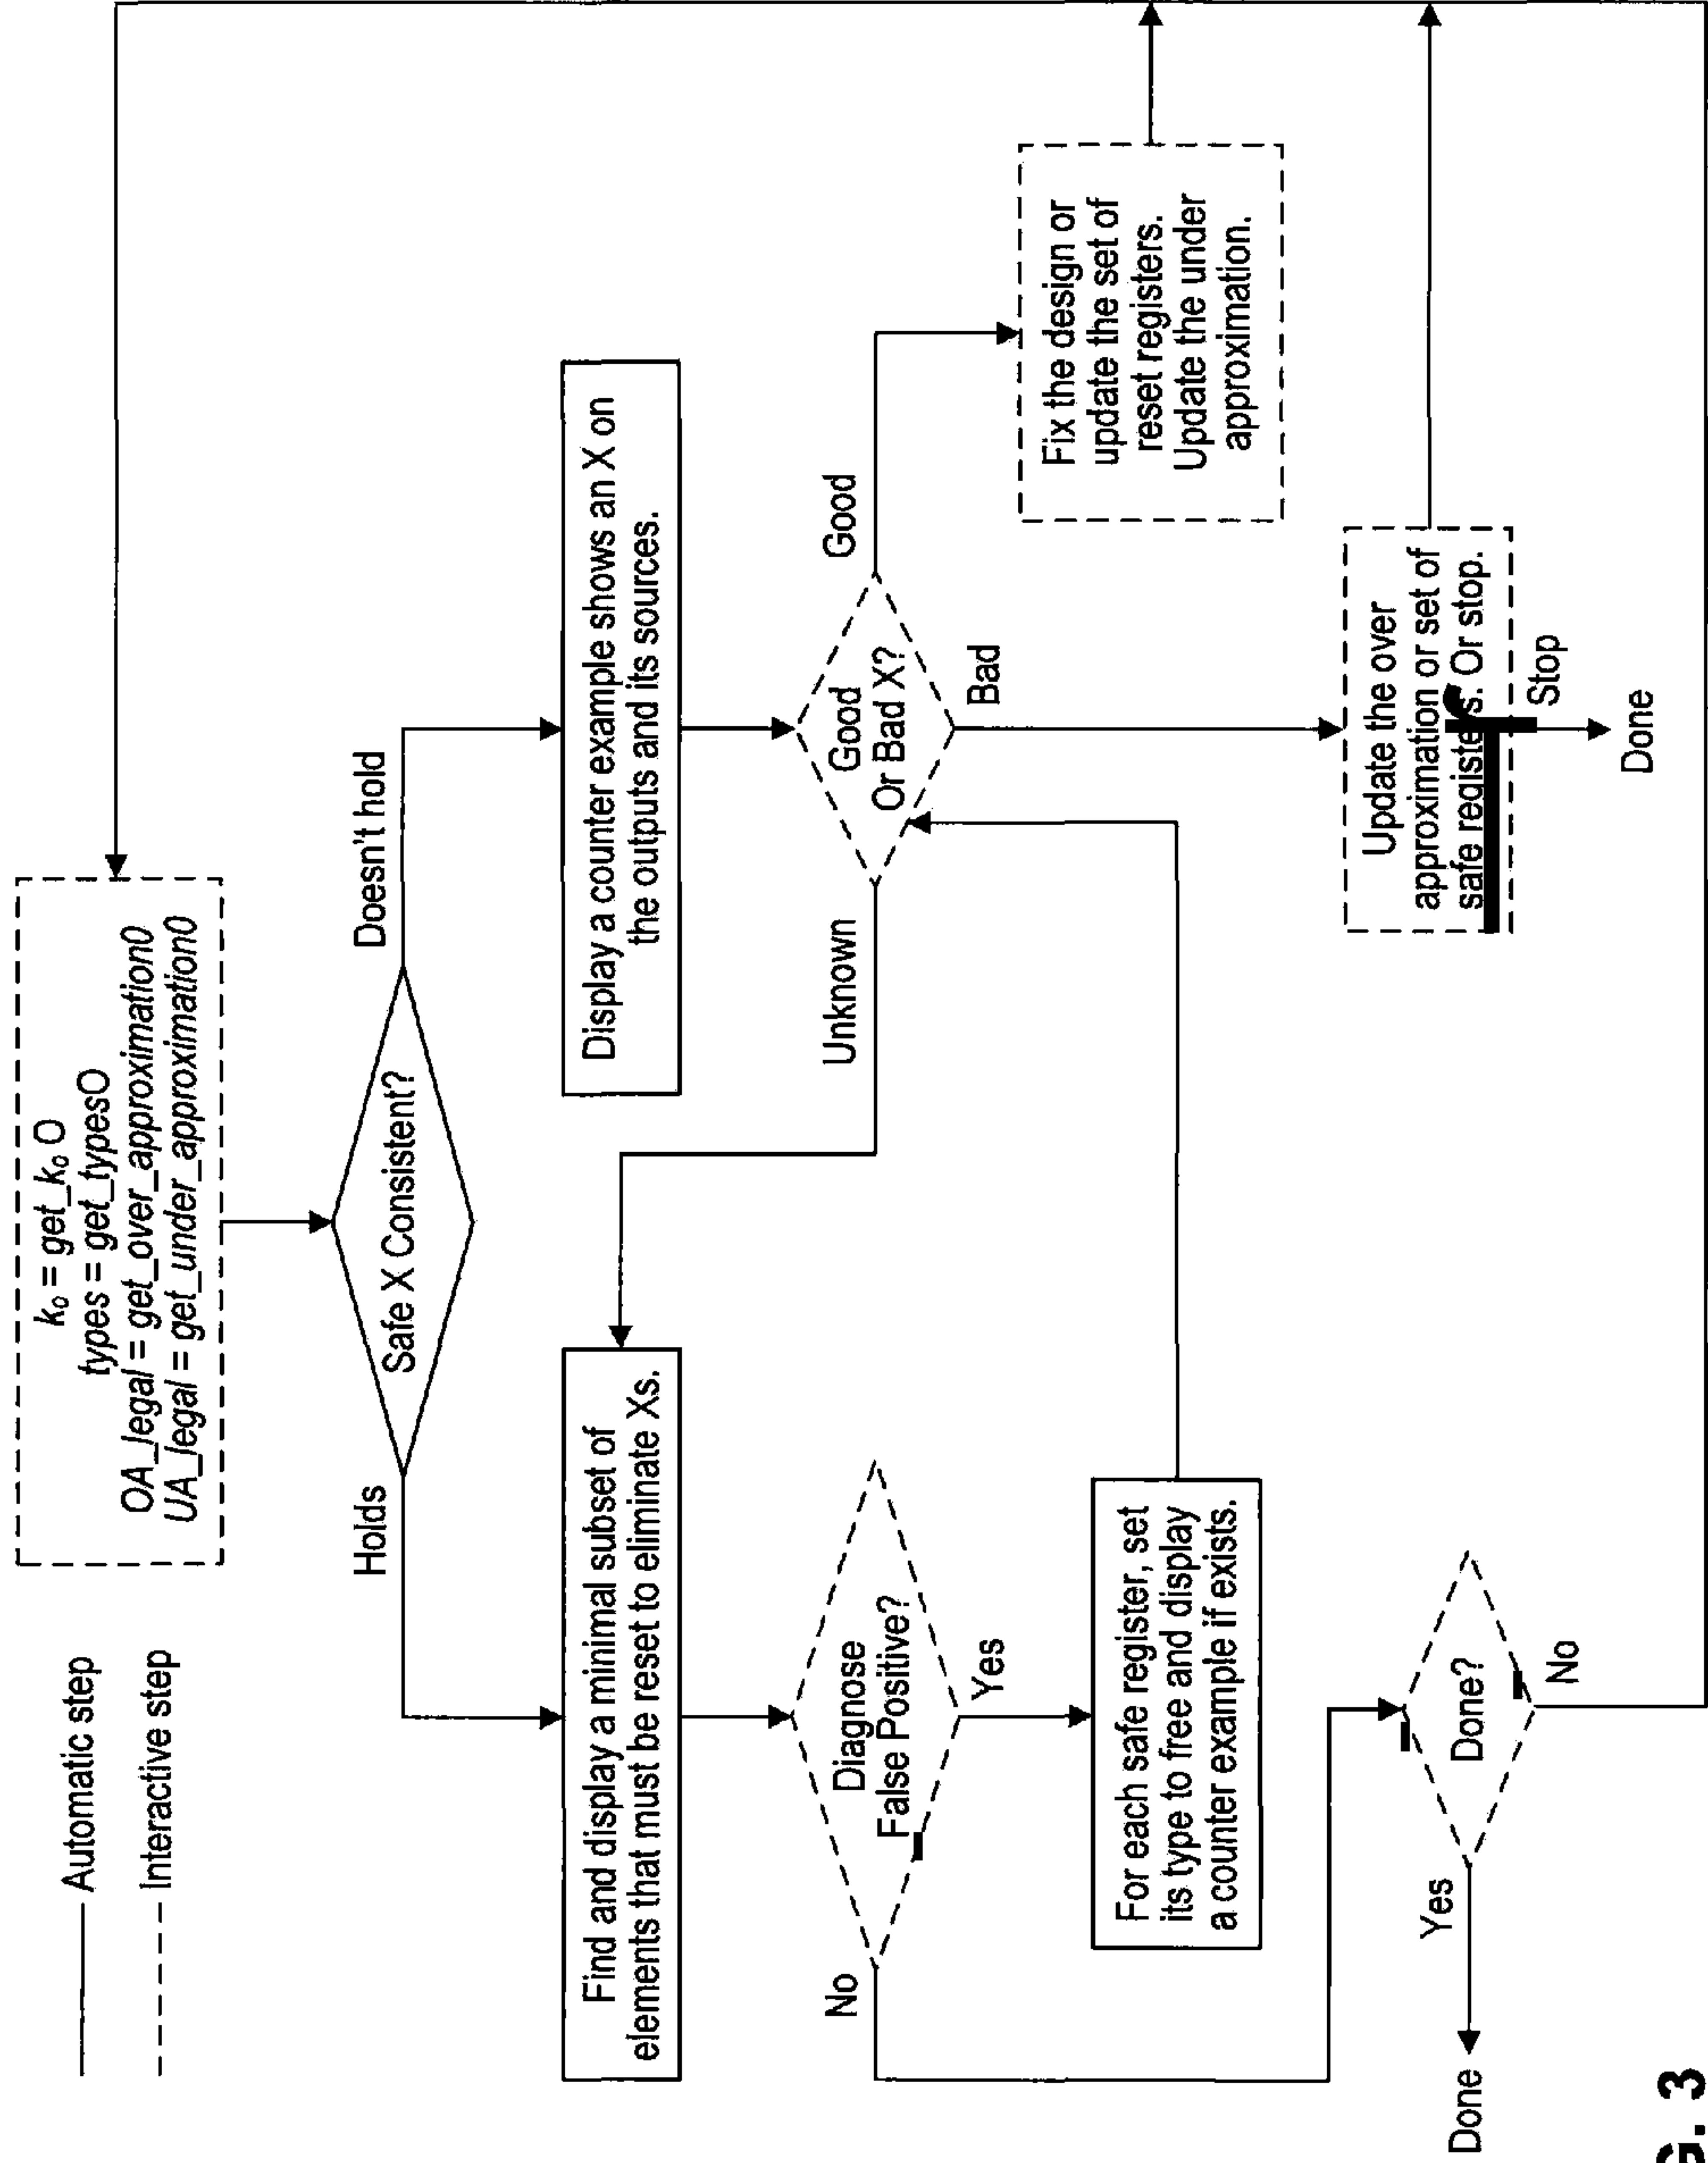 Automatic step
Interactive step
k₀ = get_k₀ O
types = get_typesO
OA_legal = get_over_approximation0
UA_legal = get_under_approximation0
Safe X Consistent?
Holds
Doesn't hold
Find and display a minimal subset of
elements that must be reset to eliminate Xs.
Display a counter example shows an X on
the outputs and its sources.
Diagnose
False Positive?
No
Yes
Unknown
Good
Or Bad X?
Good
Bad
For each safe register, set
its type to free and display
a counter example if exists.
Fix the design or
update the set of
reset registers.
Update the under
approximation.
Update the over
approximation or set of
safe registers. Or stop.
Stop
Done
Done?
Yes
No
Done
G. 3